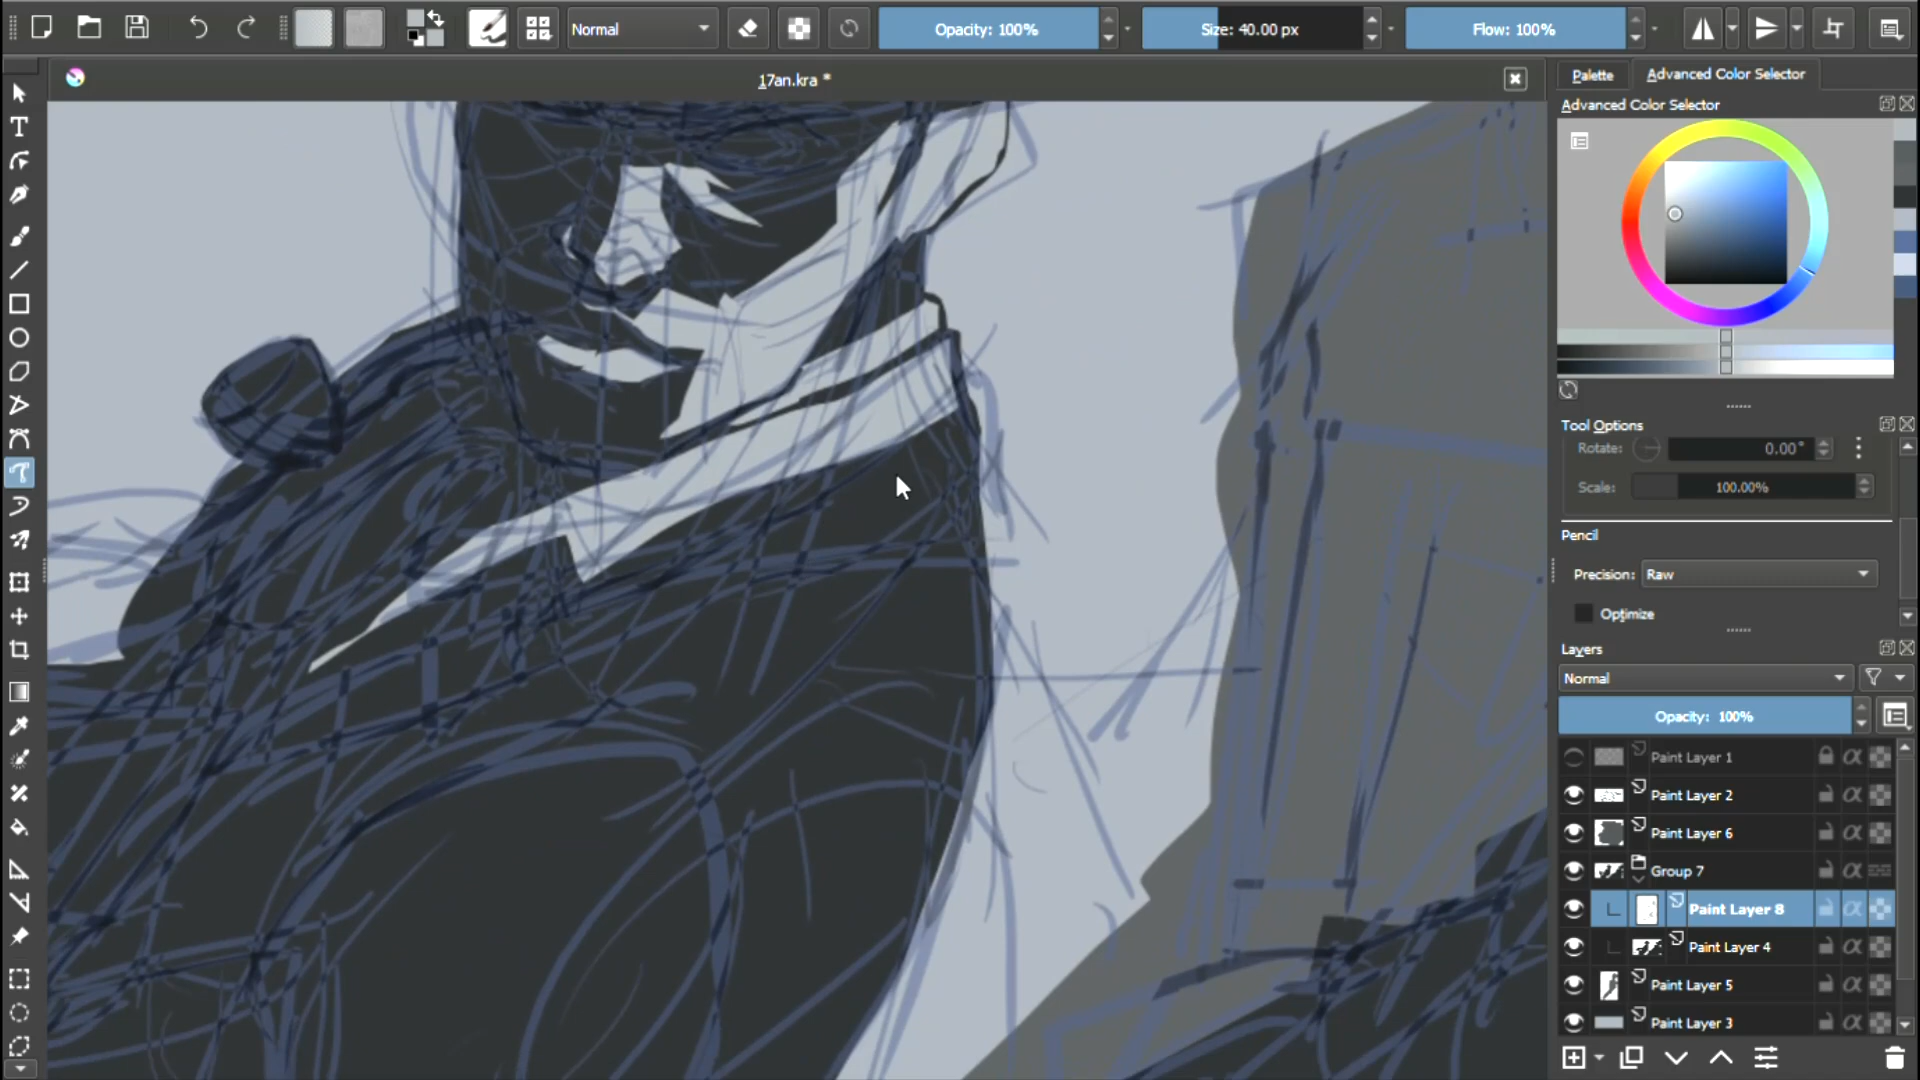 Normal
Opacity: 100%
Size: 40.00 px
Flow: 100%
17an.kra *
Palette
Advanced Color Selector
Advanced Color Selector
Tool Options
Rotate:
0.00°
Scale:
100.00%
Pencil
Precision:
Raw
Optimize
Layers
Normal
Opacity: 100%
Paint Layer 1
Paint Layer 2
Paint Layer 6
Group 7
Paint Layer 8
Paint Layer 4
Paint Layer 5
Paint Layer 3